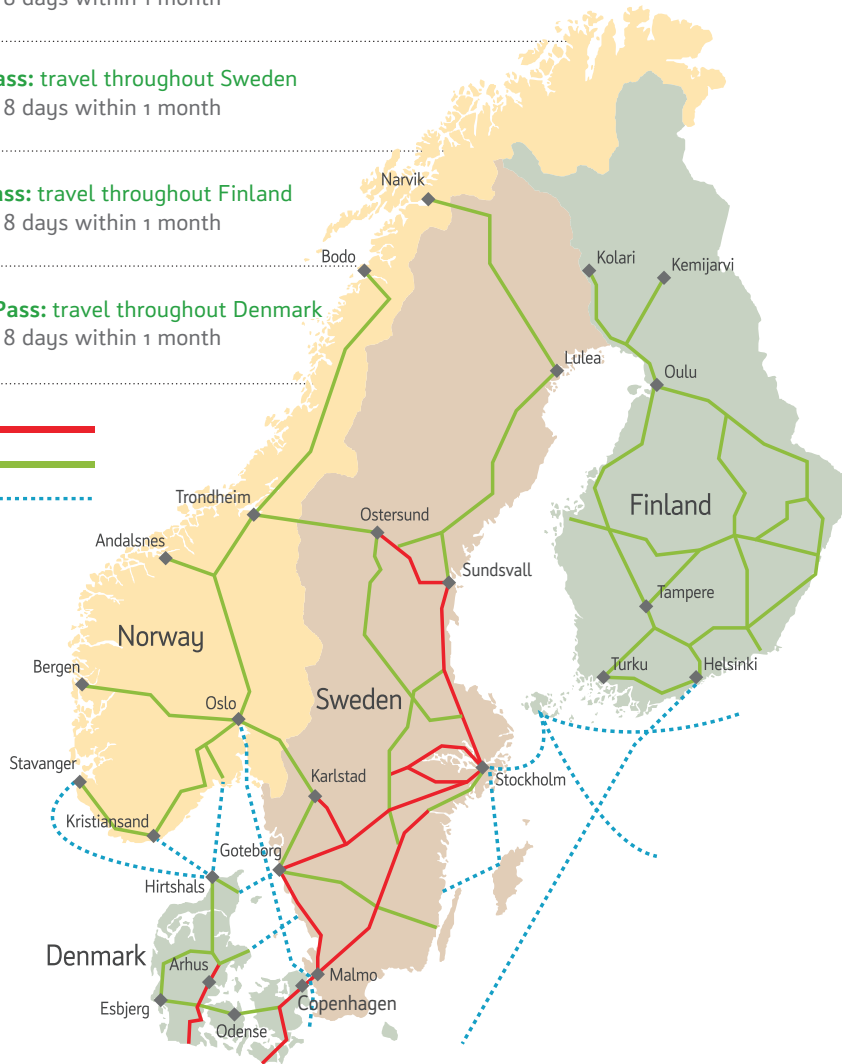 8 days within 1 month
ass: travel throughout Sweden
8 days within 1 month
ass: travel throughout Finland
8 days within 1 month
Pass: travel throughout Denmark
8 days within 1 month
Narvik
Bodo
Kolari
Kemijarvi
Lulea
Oulu
Trondheim
Ostersund
Finland
Andalsnes
Sundsvall
Tampere
Norway
Bergen
Turku
Helsinki
Oslo
Sweden
Stavanger
Karlstad
Stockholm
Kristiansand
Goteborg
Hirtshals
Denmark
Arhus
Malmo
Esbjerg
Copenhagen
Odense